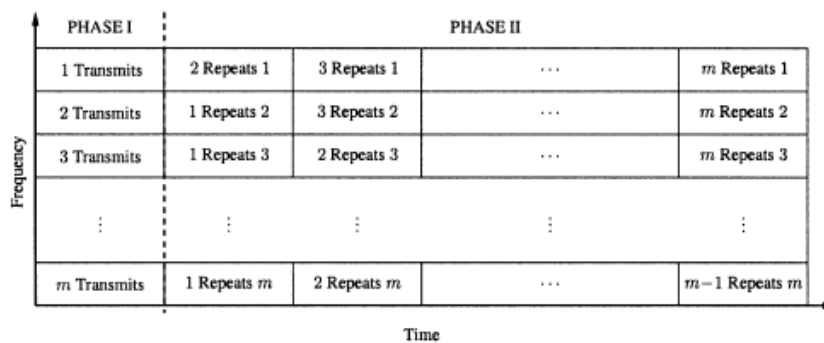 PHASE I PHASE II
1 Transmits 2 Repeats 1 3 Repeats 1 ⋯ m Repeats 1
2 Transmits 1 Repeats 2 3 Repeats 2 ⋯ m Repeats 2
3 Transmits 1 Repeats 3 2 Repeats 3 ⋯ m Repeats 3
⋮ ⋮ ⋮ ⋮ ⋮
m Transmits 1 Repeats m 2 Repeats m ⋯ m−1 Repeats m
Frequency
Time